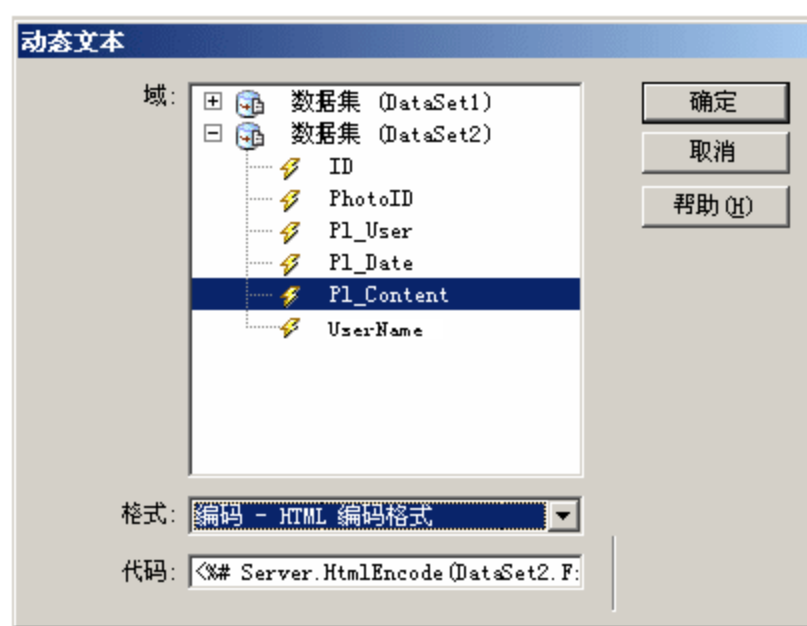 动态文本
域:
数据集 (DataSet1)
数据集 (DataSet2)
ID
PhotoID
Pl_User
Pl_Date
Pl_Content
UserName
确定
取消
帮助(H)
格式: 编码 - HTML 编码格式
代码: <%# Server.HtmlEncode(DataSet2.F: